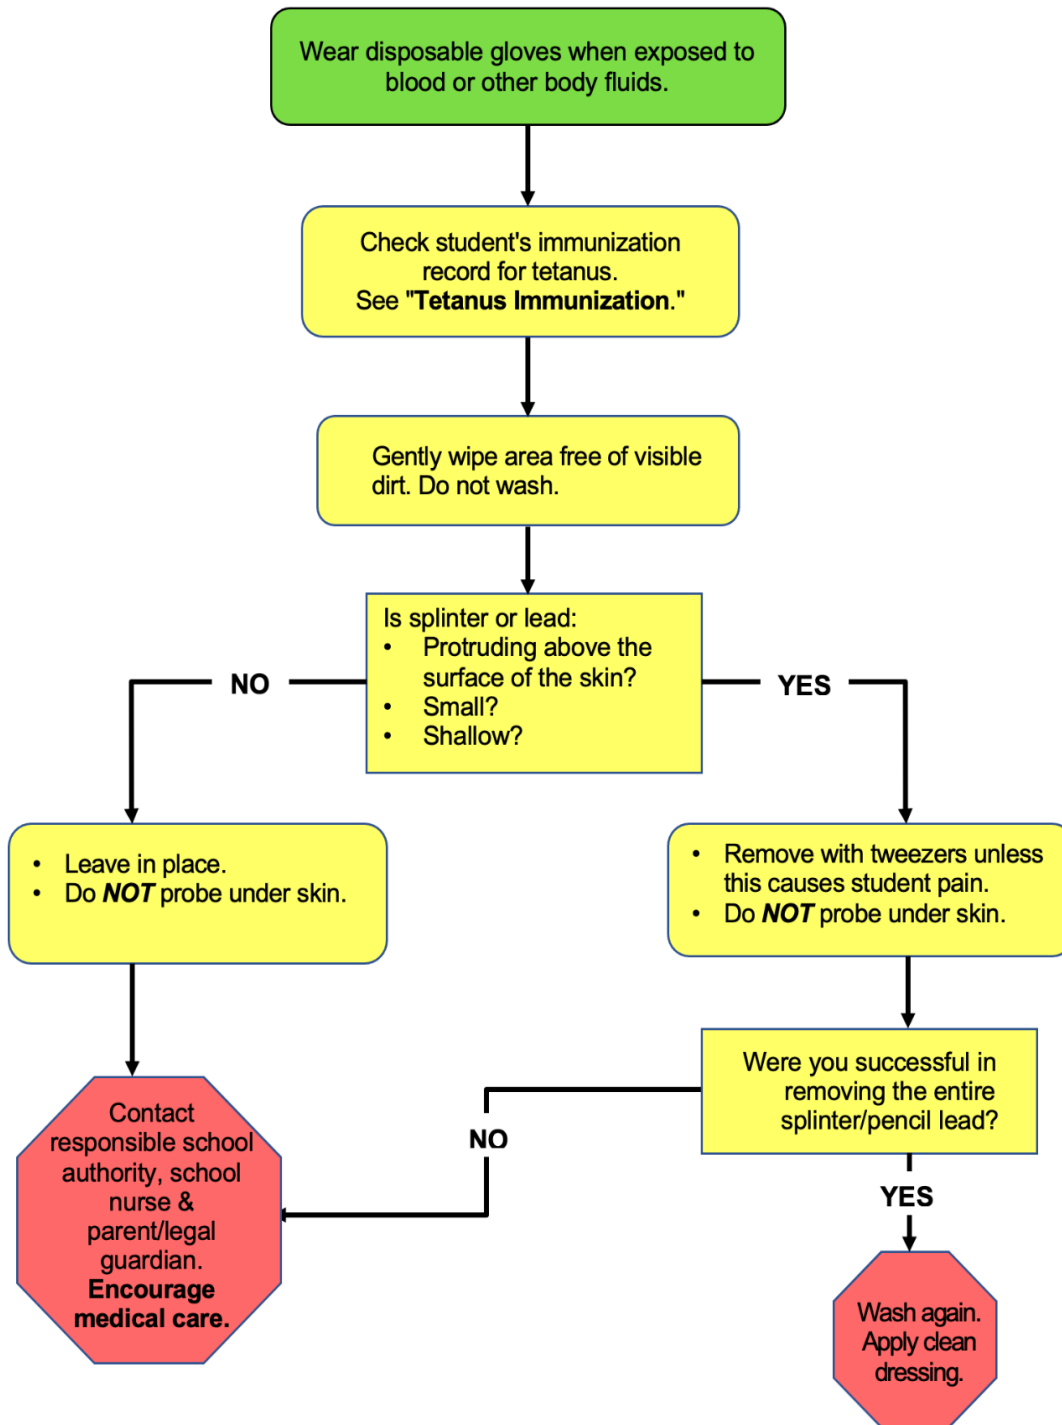 Wear disposable gloves when exposed to
blood or other body fluids.
Check student's immunization
record for tetanus.
See "Tetanus Immunization."
Gently wipe area free of visible
dirt. Do not wash.
Is splinter or lead:
• Protruding above the
surface of the skin?
• Small?
• Shallow?
NO
YES
• Leave in place.
• Do NOT probe under skin.
• Remove with tweezers unless
this causes student pain.
• Do NOT probe under skin.
Were you successful in
removing the entire
splinter/pencil lead?
NO
YES
Contact
responsible school
authority, school
nurse &
parent/legal
guardian.
Encourage
medical care.
Wash again.
Apply clean
dressing.